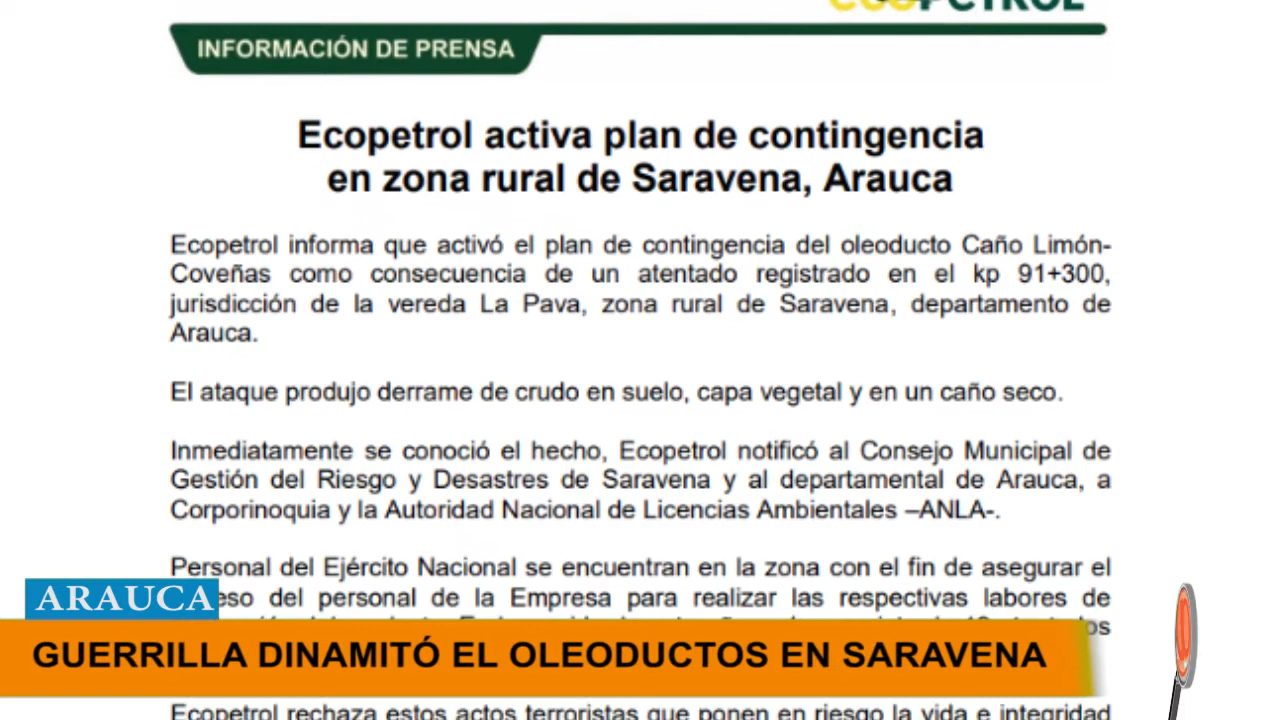 INFORMACIÓN DE PRENSA
Ecopetrol activa plan de contingencia
en zona rural de Saravena, Arauca
Ecopetrol informa que activó el plan de contingencia del oleoducto Caño Limón-
Coveñas como consecuencia de un atentado registrado en el kp 91+300,
jurisdicción de la vereda La Pava, zona rural de Saravena, departamento de
Arauca.
El ataque produjo derrame de crudo en suelo, capa vegetal y en un caño seco.
Inmediatamente se conoció el hecho, Ecopetrol notificó al Consejo Municipal de
Gestión del Riesgo y Desastres de Saravena y al departamental de Arauca, a
Corporinoquia y la Autoridad Nacional de Licencias Ambientales –ANLA-.
Personal del Ejército Nacional se encuentran en la zona con el fin de asegurar el
del personal de la Empresa para realizar las respectivas labores de
ARAUCA
GUERRILLA DINAMITÓ EL OLEODUCTOS EN SARAVENA
Ecopetrol rechaza estos actos terroristas que ponen en riesgo la vida e integridad